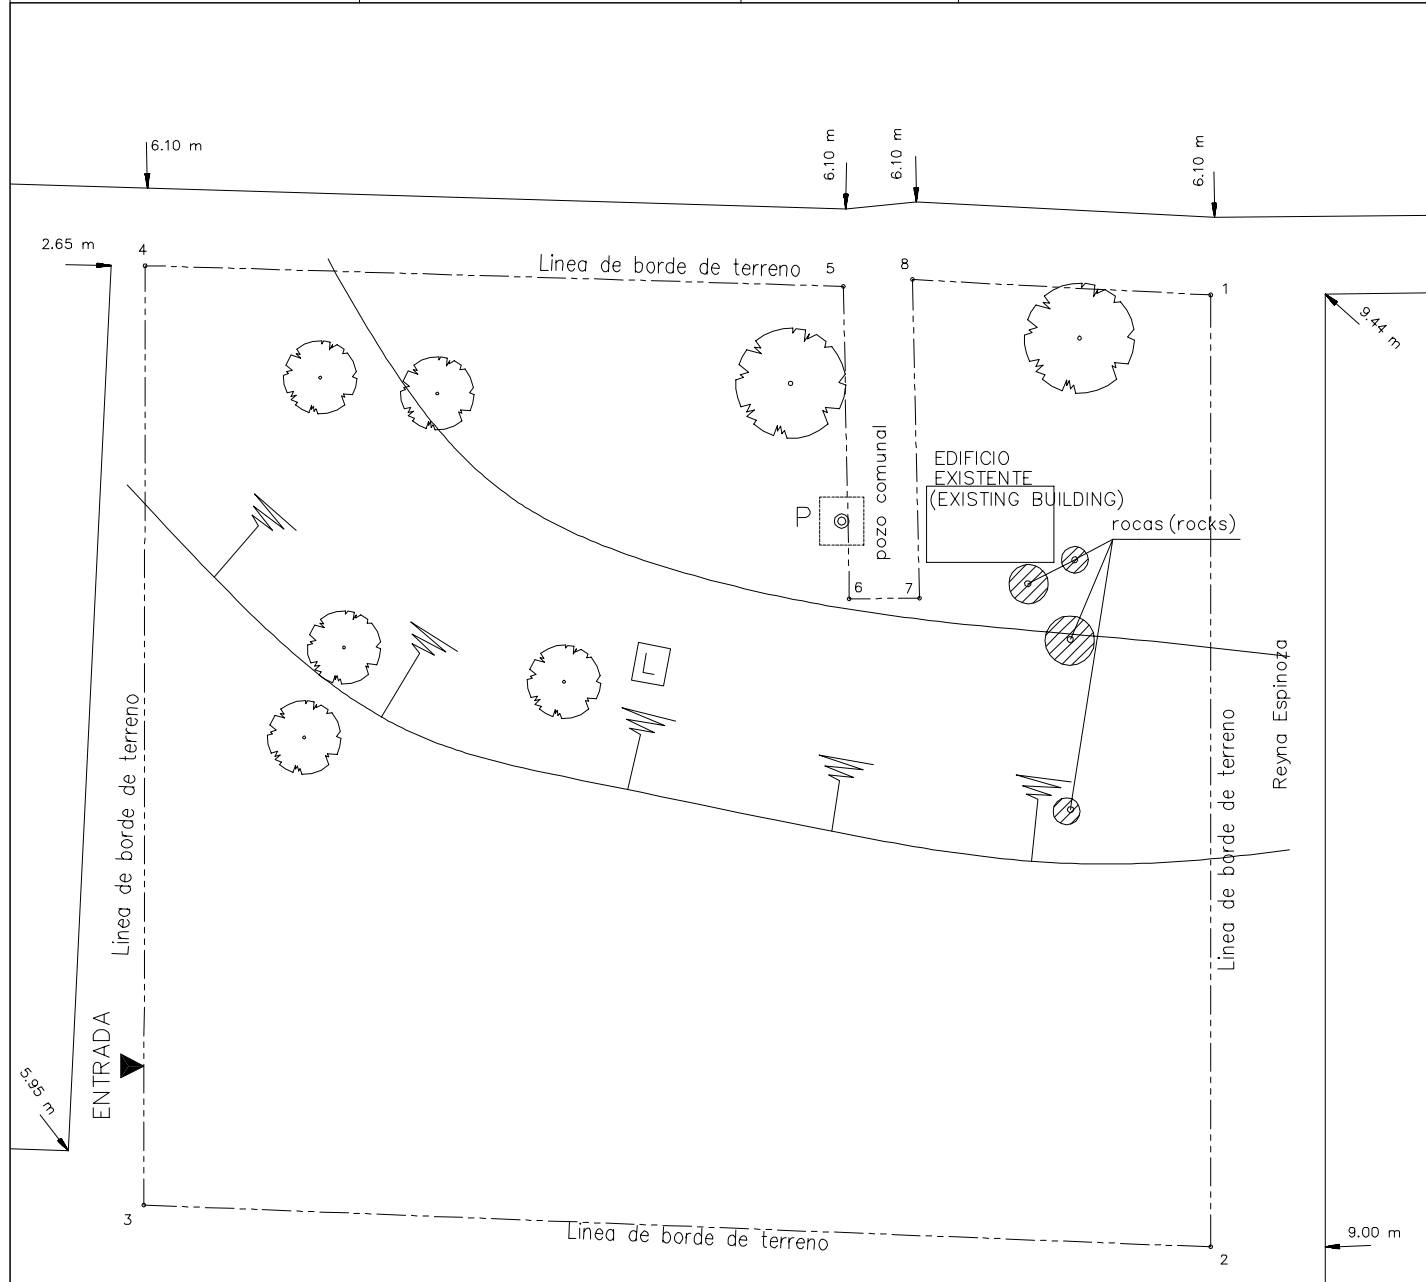 6.10 m
6.10 m
6.10 m
6.10 m
2.65 m
4
Linea de borde de terreno
5
8
1
9.44 m
pozo comunal
EDIFICIO
EXISTENTE
(EXISTING BUILDING)
P
rocas (rocks)
6
7
L
Reyna Espinoza
Linea de borde de terreno
Linea de borde de terreno
ENTRADA
5.95 m
3
Linea de borde de terreno
2
9.00 m